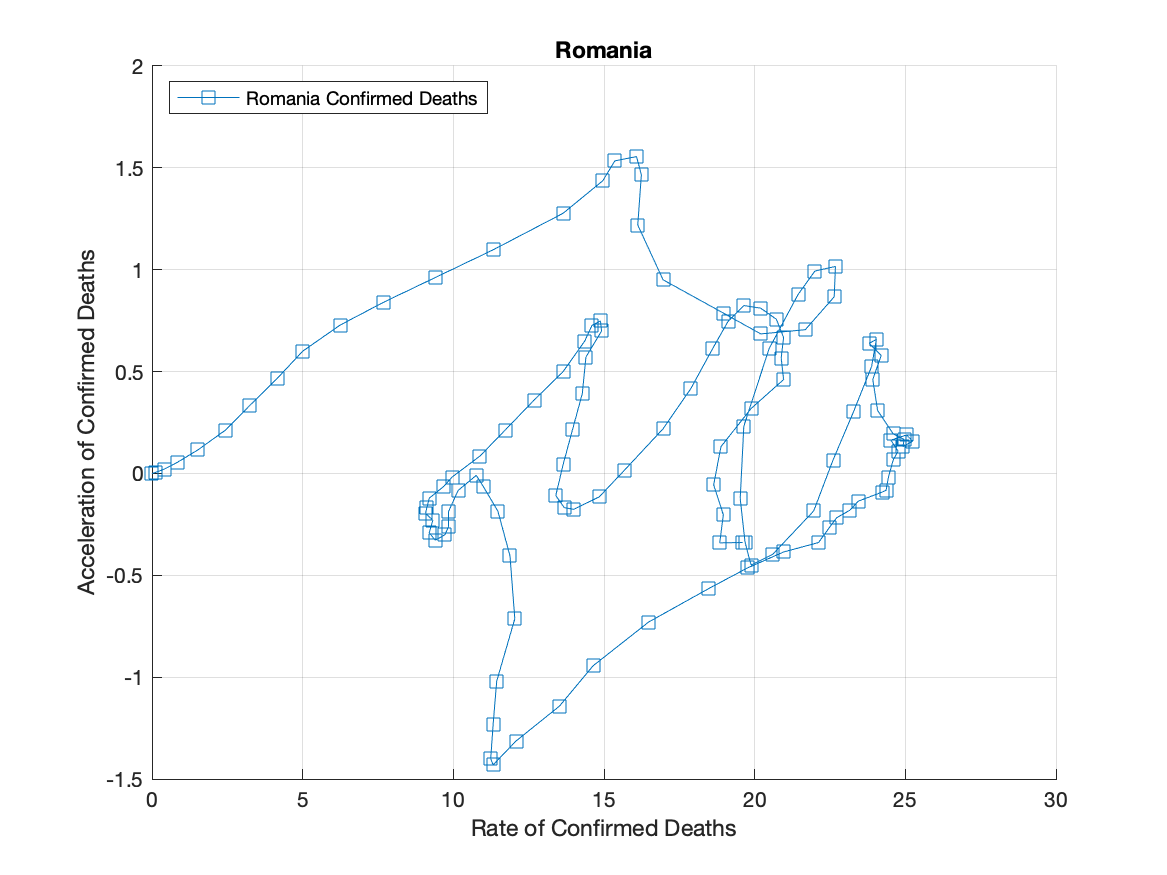 Romania
Romania Confirmed Deaths
Acceleration of Confirmed Deaths
2
1.5
1
0.5
0
-0.5
-1
-1.5
0 5 10 15 20 25 30
Rate of Confirmed Deaths